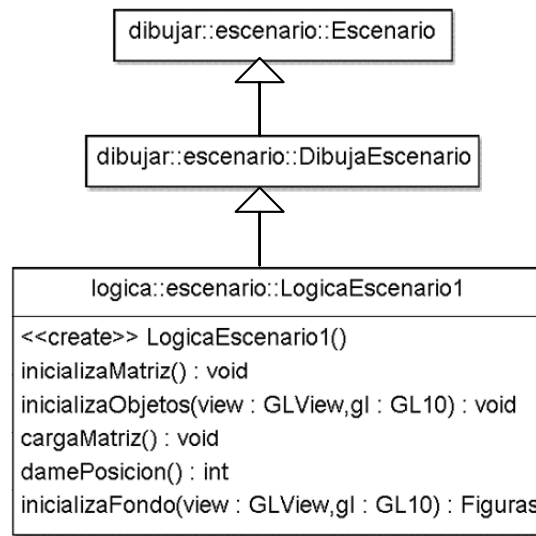 dibujar::escenario::Escenario
dibujar::escenario::DibujaEscenario
logica::escenario::LogicaEscenario1
<<create>> LogicaEscenario1()
inicializaMatriz() : void
inicializaObjetos(view : GLView,gl : GL10) : void
cargaMatriz() : void
damePosicion() : int
inicializaFondo(view : GLView,gl : GL10) : Figuras